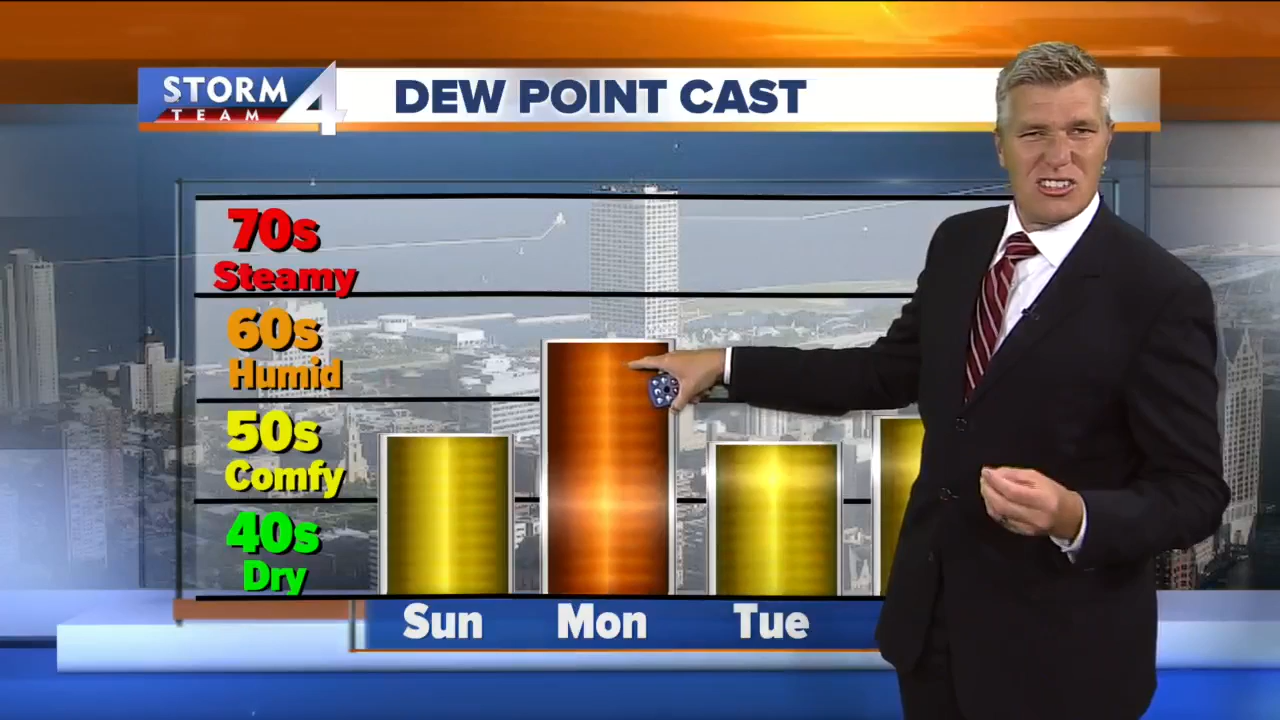 STORM
TEAM
4
DEW POINT CAST
70s
Steamy
60s
Humid
50s
Comfy
40s
Dry
Sun Mon Tue